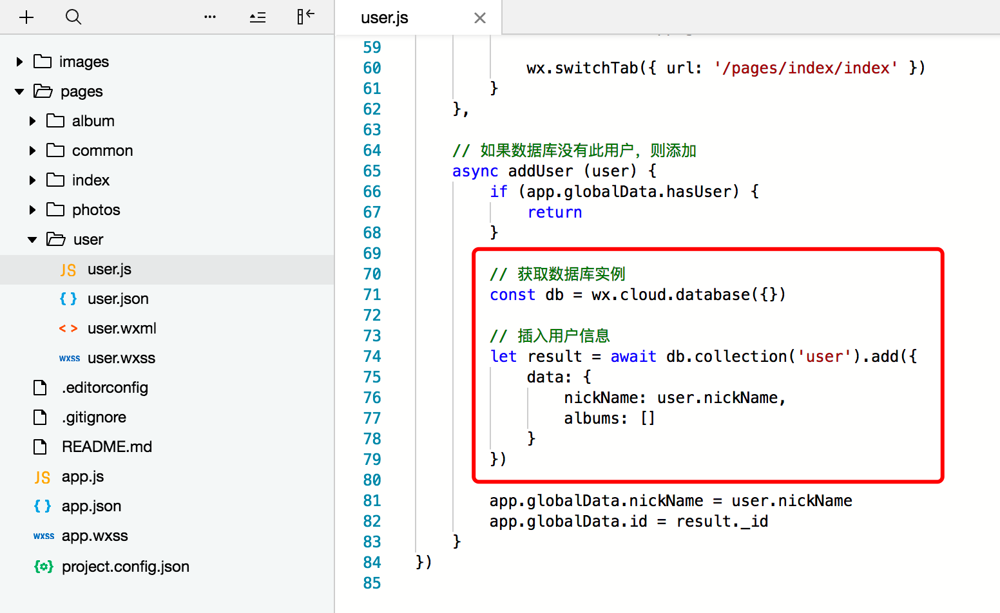 user.js
images
pages
album
common
index
photos
user
JS user.js
{ } user.json
< > user.wxml
wxss user.wxss
.editorconfig
.gitignore
README.md
JS app.js
{ } app.json
wxss app.wxss
project.config.json
59
60 wx.switchTab({ url: '/pages/index/index' })
61 }
62 },
63
64 // 如果数据库没有此用户，则添加
65 async addUser (user) {
66 if (app.globalData.hasUser) {
67 return
68 }
69
70 // 获取数据库实例
71 const db = wx.cloud.database({})
72
73 // 插入用户信息
74 let result = await db.collection('user').add({
75 data: {
76 nickName: user.nickName,
77 albums: []
78 }
79 })
80
81 app.globalData.nickName = user.nickName
82 app.globalData.id = result._id
83 }
84 })
85